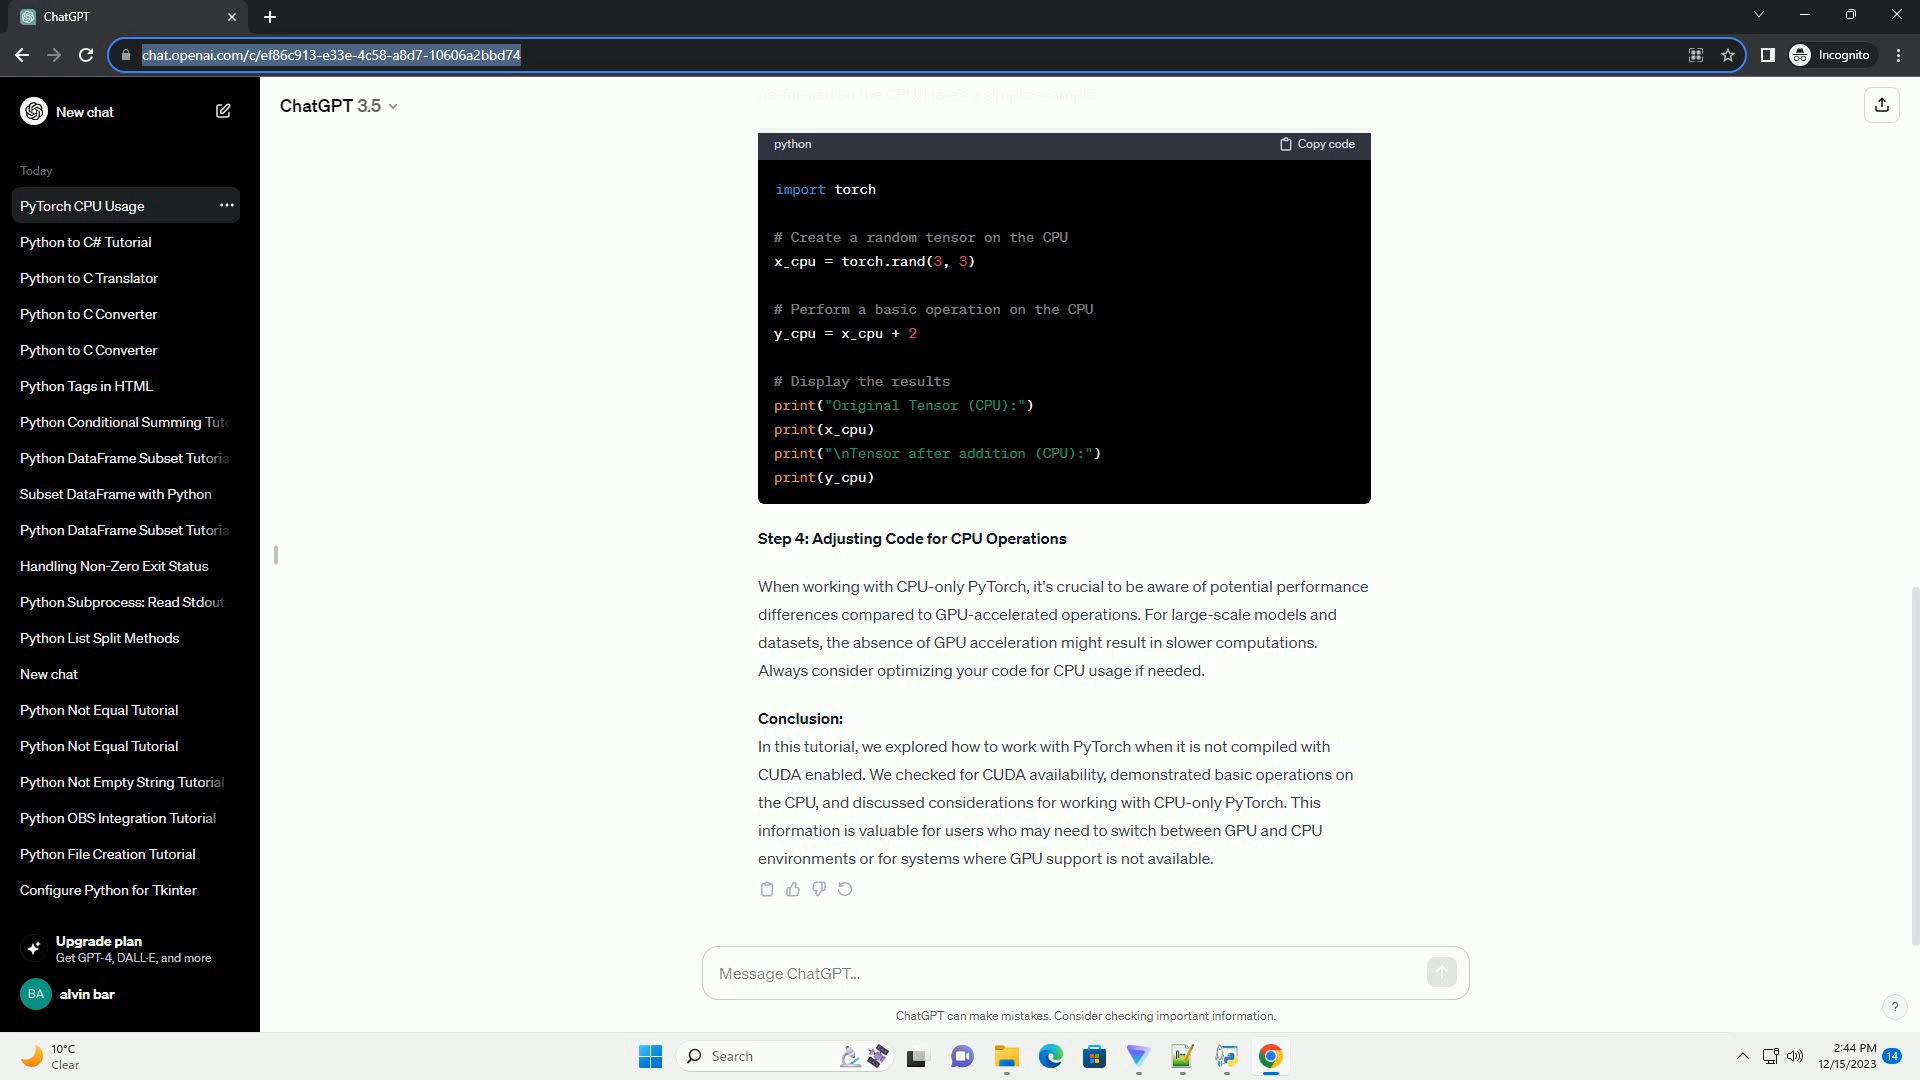 ChatGPT
chat.openai.com/c/ef86c913-e33e-4c58-a8d7-10606a2bbd74
Incognito
New chat
ChatGPT 3.5
Today
PyTorch CPU Usage
Python to C# Tutorial
Python to C Translator
Python to C Converter
Python to C Converter
Python Tags in HTML
Python Conditional Summing Tuto
Python DataFrame Subset Tutoria
Subset DataFrame with Python
Python DataFrame Subset Tutoria
Handling Non-Zero Exit Status
Python Subprocess: Read Stdout
Python List Split Methods
New chat
Python Not Equal Tutorial
Python Not Equal Tutorial
Python Not Empty String Tutorial
Python OBS Integration Tutorial
Python File Creation Tutorial
Configure Python for Tkinter
Upgrade plan
Get GPT-4, DALL·E, and more
BA
alvin bar
python
Copy code
import torch
# Create a random tensor on the CPU
x_cpu = torch.rand(3, 3)
# Perform a basic operation on the CPU
y_cpu = x_cpu + 2
# Display the results
print("Original Tensor (CPU):")
print(x_cpu)
print("\nTensor after addition (CPU):")
print(y_cpu)
Step 4: Adjusting Code for CPU Operations
When working with CPU-only PyTorch, it's crucial to be aware of potential performance
differences compared to GPU-accelerated operations. For large-scale models and
datasets, the absence of GPU acceleration might result in slower computations.
Always consider optimizing your code for CPU usage if needed.
Conclusion:
In this tutorial, we explored how to work with PyTorch when it is not compiled with
CUDA enabled. We checked for CUDA availability, demonstrated basic operations on
the CPU, and discussed considerations for working with CPU-only PyTorch. This
information is valuable for users who may need to switch between GPU and CPU
environments or for systems where GPU support is not available.
Message ChatGPT...
ChatGPT can make mistakes. Consider checking important information.
?
10°C
Clear
Search
2:44 PM
12/15/2023
14